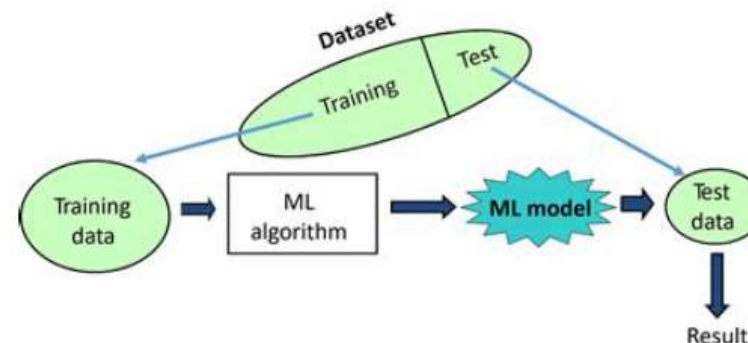 Dataset
Training
Test
Training
data
ML
algorithm
ML model
Test
data
Result